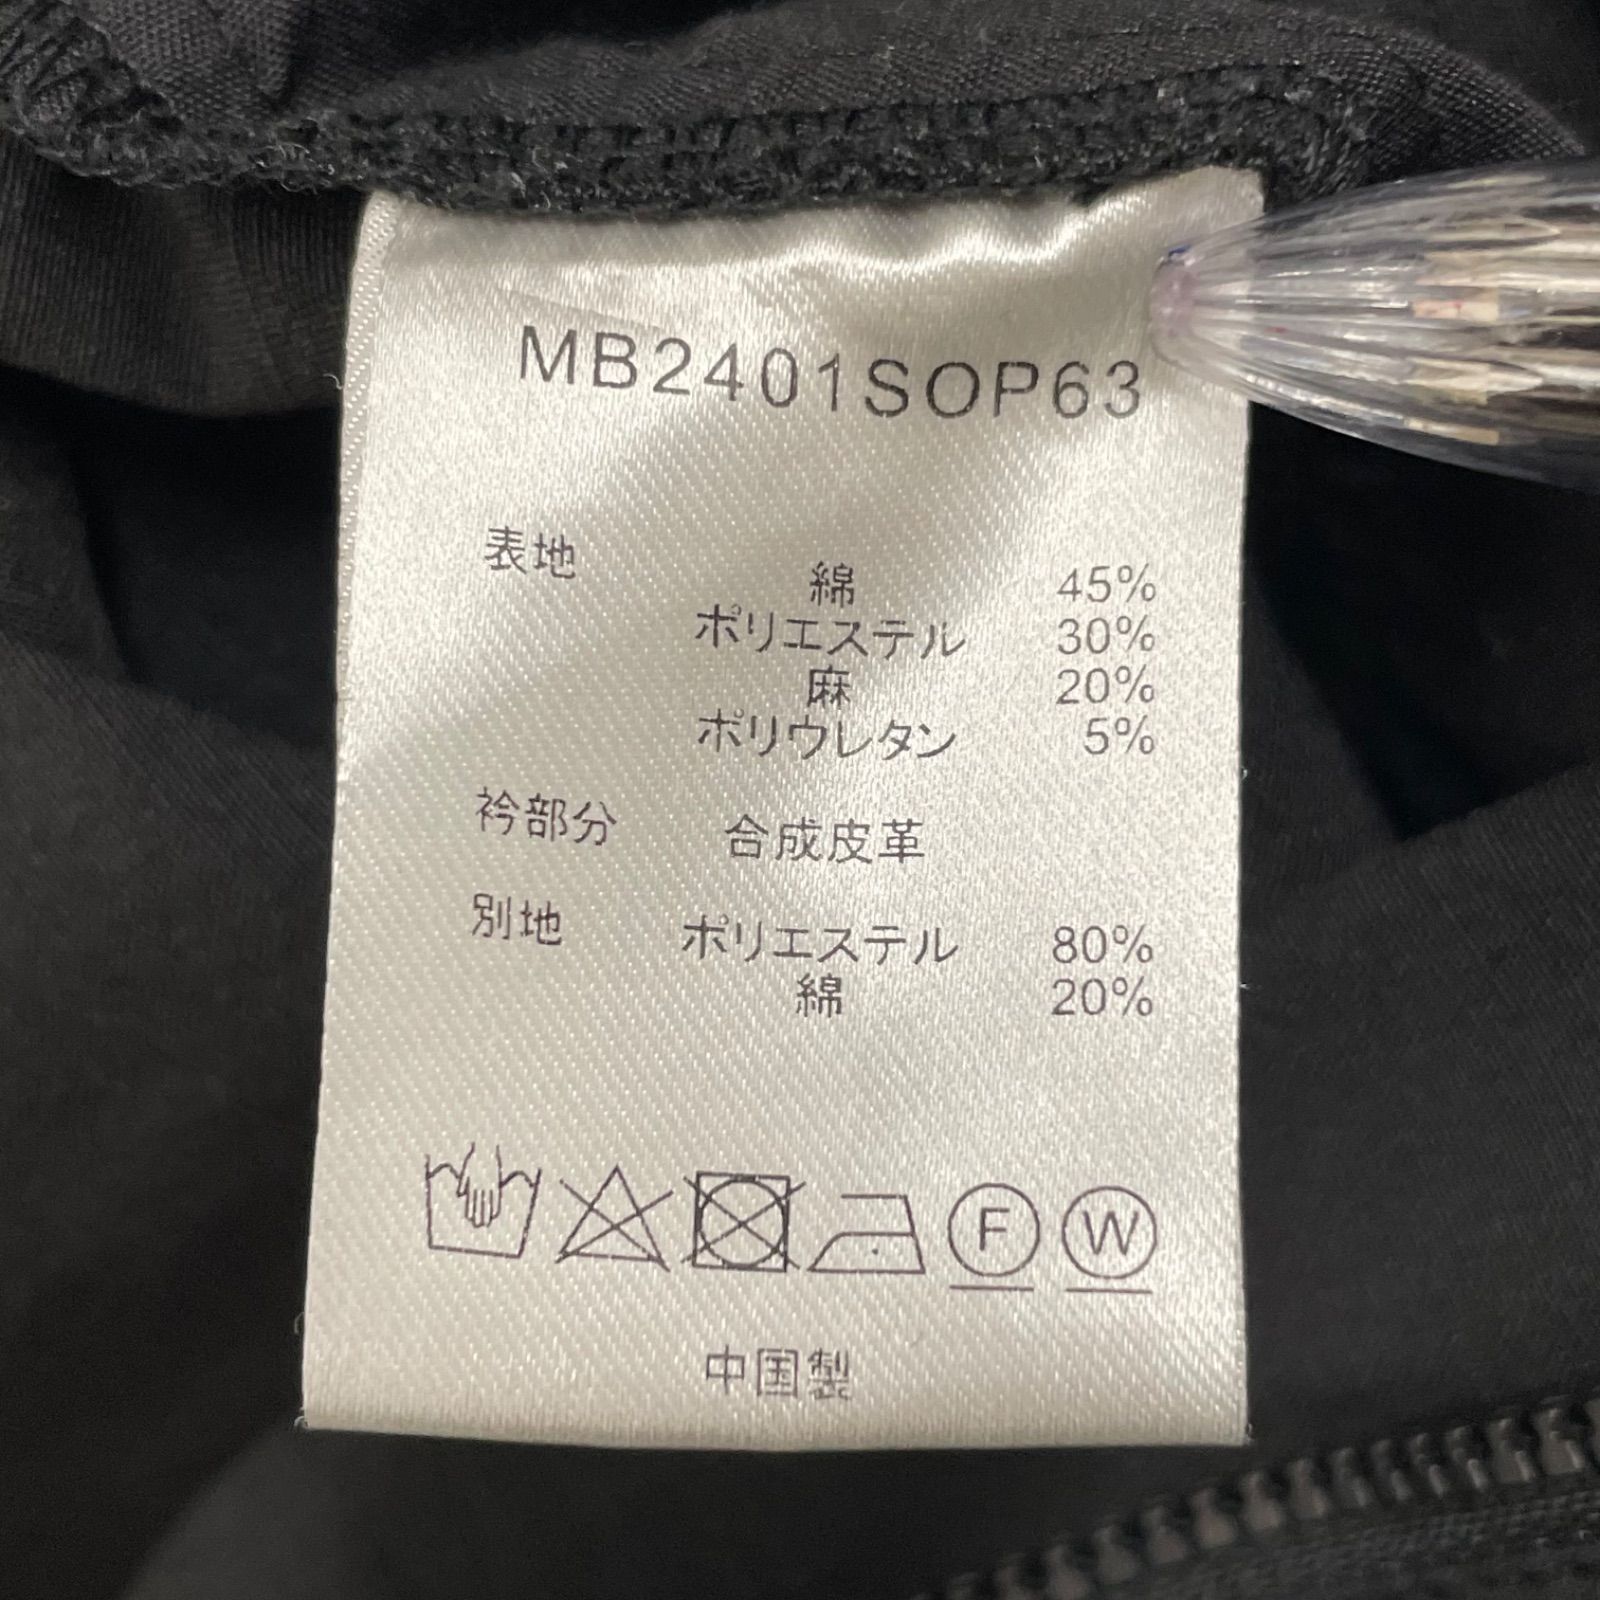 MB2401SOP63
表地
綿 45%
ポリエステル 30%
麻 20%
ポリウレタン 5%
衿部分 合成皮革
別地 ポリエステル 80%
綿 20%
F W
中国製